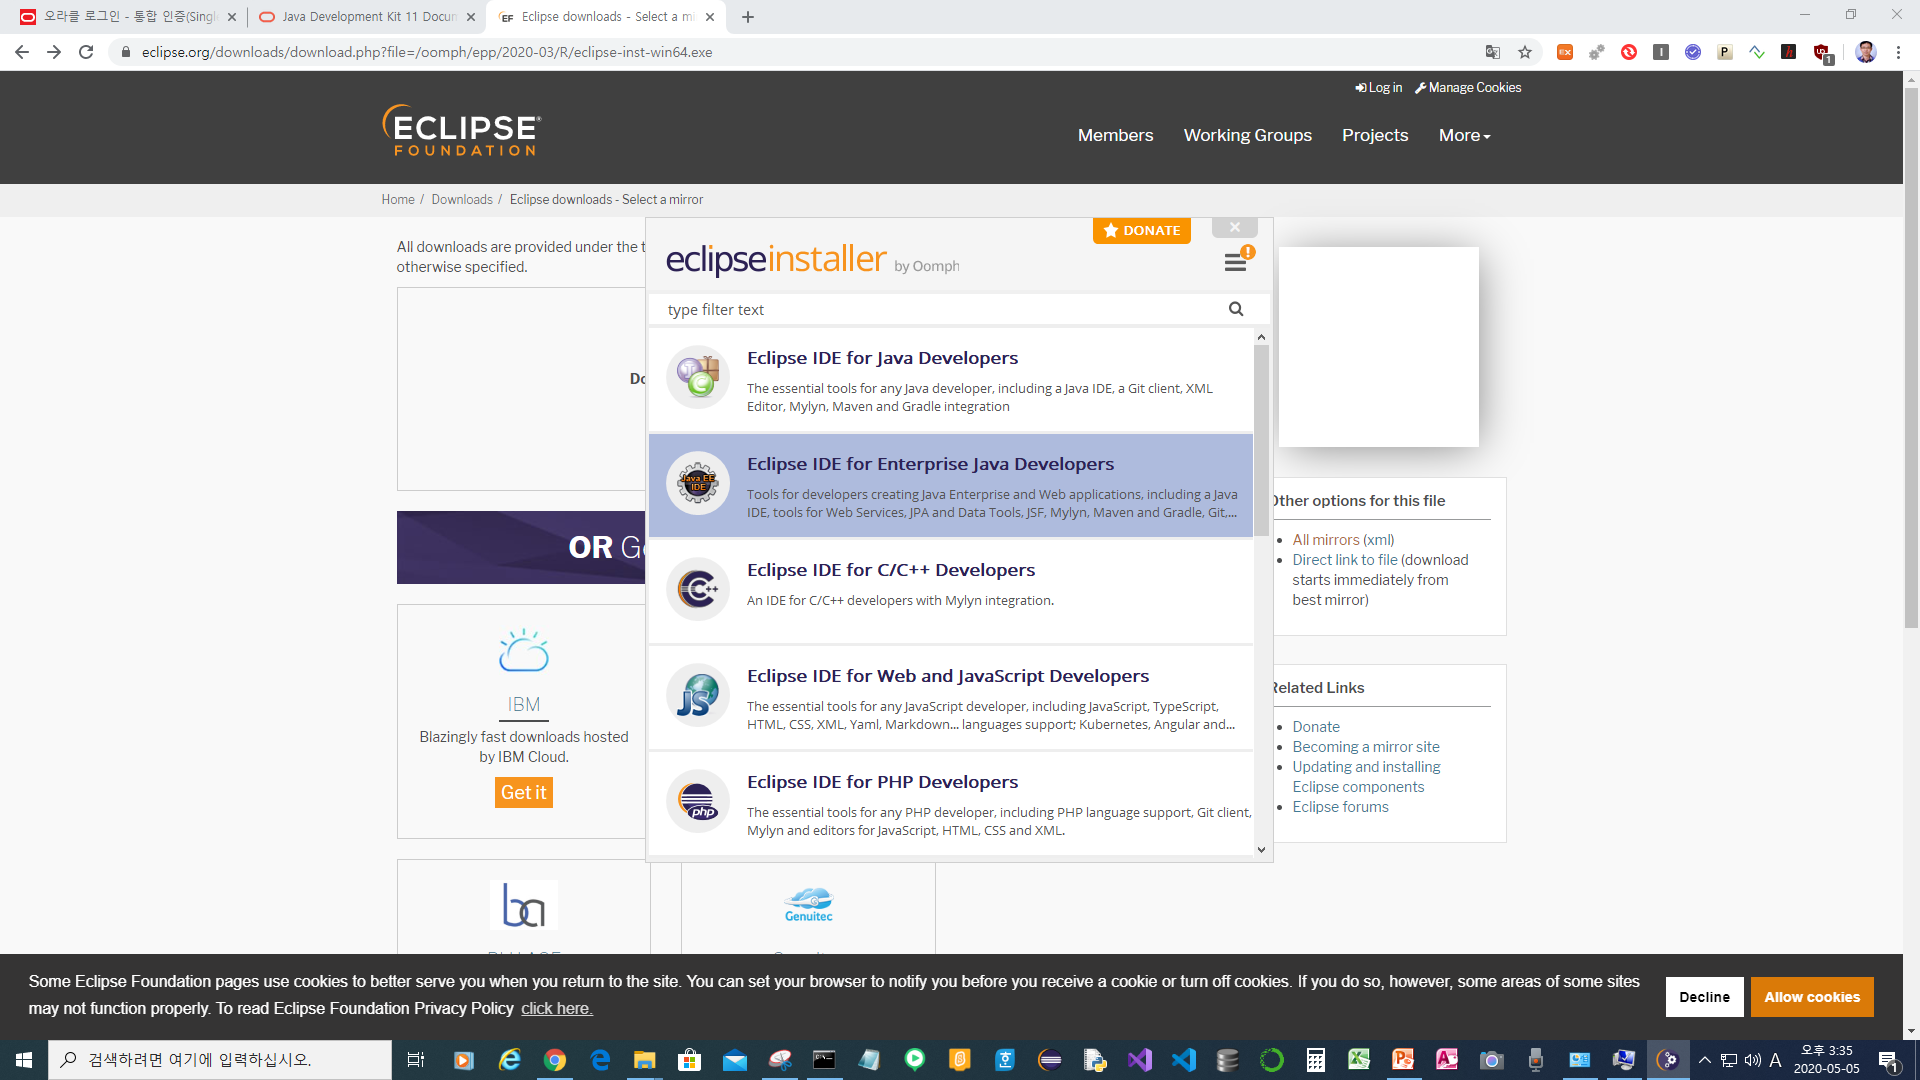 오라클 로그인 - 통합 인증(Singl
Java Development Kit 11 Docum
Eclipse downloads - Select a mi
eclipse.org/downloads/download.php?file=/oomph/epp/2020-03/R/eclipse-inst-win64.exe
Log in
Manage Cookies
ECLIPSE
FOUNDATION
Members
Working Groups
Projects
More
Home / Downloads / Eclipse downloads - Select a mirror
All downloads are provided under the t
otherwise specified.
Do
OR Ge
IBM
Blazingly fast downloads hosted
by IBM Cloud.
Get it
Genuitec
DONATE
eclipseinstaller by Oomph
type filter text
Eclipse IDE for Java Developers
The essential tools for any Java developer, including a Java IDE, a Git client, XML
Editor, Mylyn, Maven and Gradle integration
Java EE
IDE
Eclipse IDE for Enterprise Java Developers
Tools for developers creating Java Enterprise and Web applications, including a Java
IDE, tools for Web Services, JPA and Data Tools, JSF, Mylyn, Maven and Gradle, Git,...
C++
Eclipse IDE for C/C++ Developers
An IDE for C/C++ developers with Mylyn integration.
JS
Eclipse IDE for Web and JavaScript Developers
The essential tools for any JavaScript developer, including JavaScript, TypeScript,
HTML, CSS, XML, Yaml, Markdown... languages support; Kubernetes, Angular and...
php
Eclipse IDE for PHP Developers
The essential tools for any PHP developer, including PHP language support, Git client,
Mylyn and editors for JavaScript, HTML, CSS and XML.
Other options for this file
All mirrors (xml)
Direct link to file (download
starts immediately from
best mirror)
Related Links
Donate
Becoming a mirror site
Updating and installing
Eclipse components
Eclipse forums
Some Eclipse Foundation pages use cookies to better serve you when you return to the site. You can set your browser to notify you before you receive a cookie or turn off cookies. If you do so, however, some areas of some sites
may not function properly. To read Eclipse Foundation Privacy Policy click here.
Decline
Allow cookies
검색하려면 여기에 입력하십시오.
A
오후 3:35
2020-05-05
1